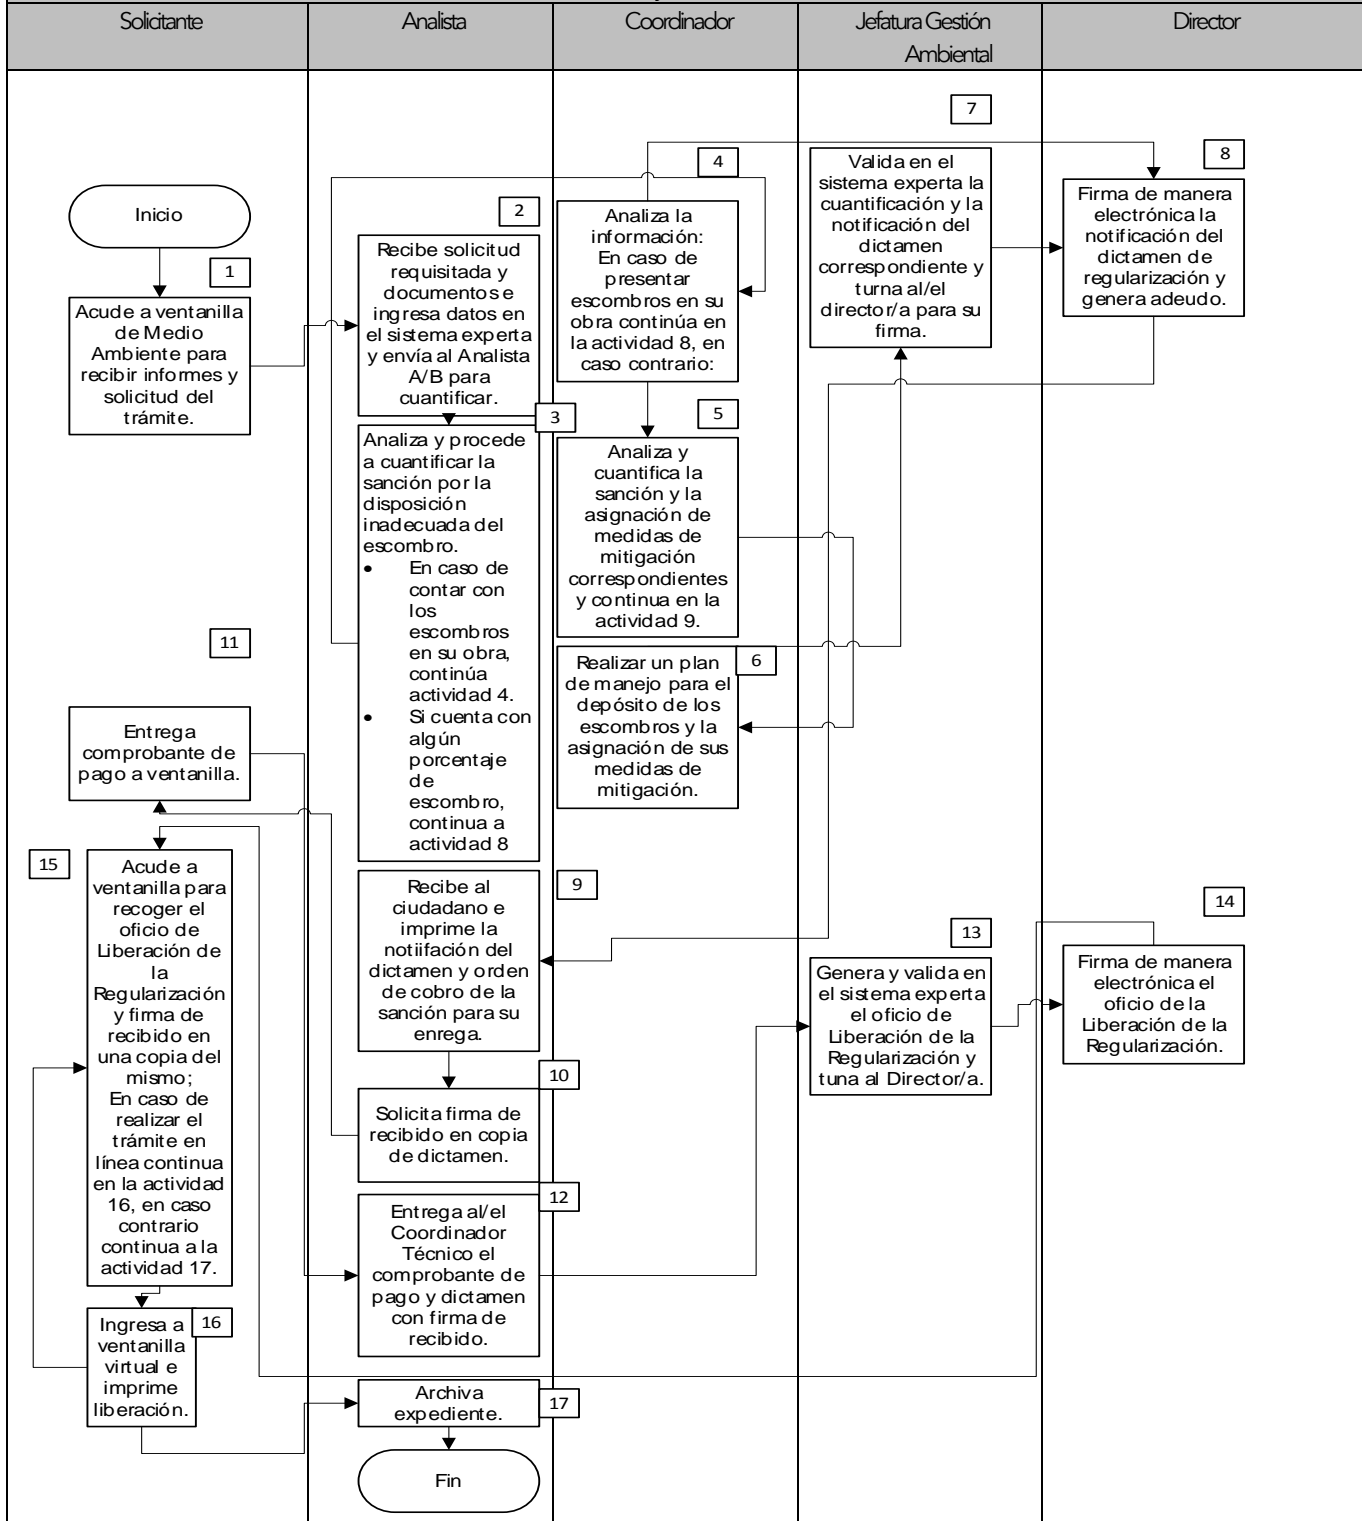 Solicitante
Analista
Coordinador
Jefatura Gestión
Ambiental
Director
Inicio
1
Acude a ventanilla
de Medio
Ambiente para
recibir informes y
solicitud del
trámite.
2
Recibe solicitud
requisitada y
documentos e
ingresa datos en
el sistema experta
y envía al Analista
A/B para
cuantificar.
3
Analiza y procede
a cuantificar la
sanción por la
disposición
inadecuada del
escombro.
• En caso de
contar con
los
escombros
en su obra,
continúa
actividad 4.
• Si cuenta con
algún
porcentaje
de
escombro,
continua a
actividad 8
4
Analiza la
información:
En caso de
presentar
escombros en su
obra continúa en
la actividad 8, en
caso contrario:
5
Analiza y
cuantifica la
sanción y la
asignación de
medidas de
mitigación
correspondientes
y continua en la
actividad 9.
6
Realizar un plan
de manejo para el
depósito de los
escombros y la
asignación de sus
medidas de
mitigación.
7
Valida en el
sistema experta la
cuantificación y la
notificación del
dictamen
correspondiente y
turna al/el
director/a para su
firma.
8
Firma de manera
electrónica la
notificación del
dictamen de
regularización y
genera adeudo.
9
Recibe al
ciudadano e
imprime la
notiifación del
dictamen y orden
de cobro de la
sanción para su
enrega.
10
Solicita firma de
recibido en copia
de dictamen.
11
Entrega
comprobante de
pago a ventanilla.
12
Entrega al/el
Coordinador
Técnico el
comprobante de
pago y dictamen
con firma de
recibido.
13
Genera y valida en
el sistema experta
el oficio de
Liberación de la
Regularización y
tuna al Director/a.
14
Firma de manera
electrónica el
oficio de la
Liberación de la
Regularización.
15
Acude a
ventanilla para
recoger el
oficio de
Liberación de
la
Regularización
y firma de
recibido en
una copia del
mismo;
En caso de
realizar el
trámite en
línea continua
en la actividad
16, en caso
contrario
continua a la
actividad 17.
16
Ingresa a
ventanilla
virtual e
imprime
liberación.
17
Archiva
expediente.
Fin